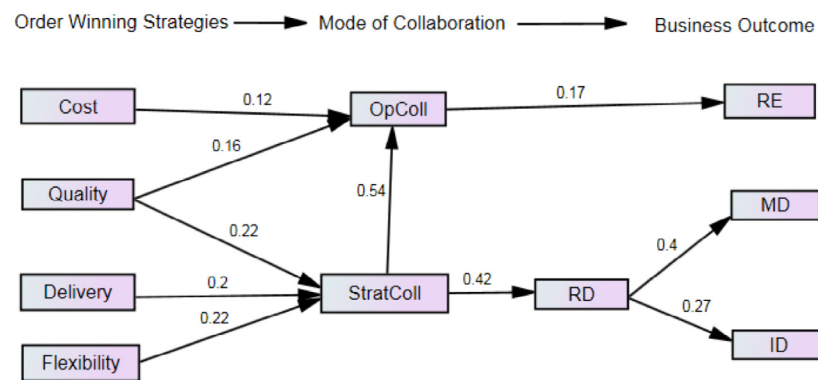 Order Winning Strategies
Mode of Collaboration
Business Outcome
Cost
0.12
OpColl
0.17
RE
0.16
Quality
0.54
MD
0.22
0.4
Delivery
0.2
StratColl
0.42
RD
0.27
0.22
Flexibility
ID